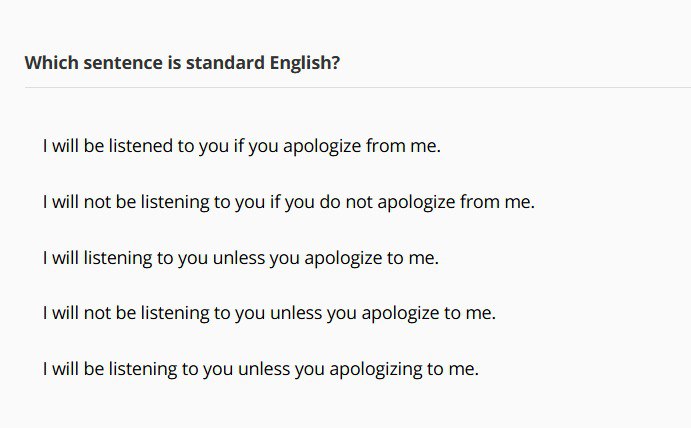 Which sentence is standard English?
I will be listened to you if you apologize from me.
I will not be listening to you if you do not apologize from me.
I will listening to you unless you apologize to me.
I will not be listening to you unless you apologize to me.
I will be listening to you unless you apologizing to me.